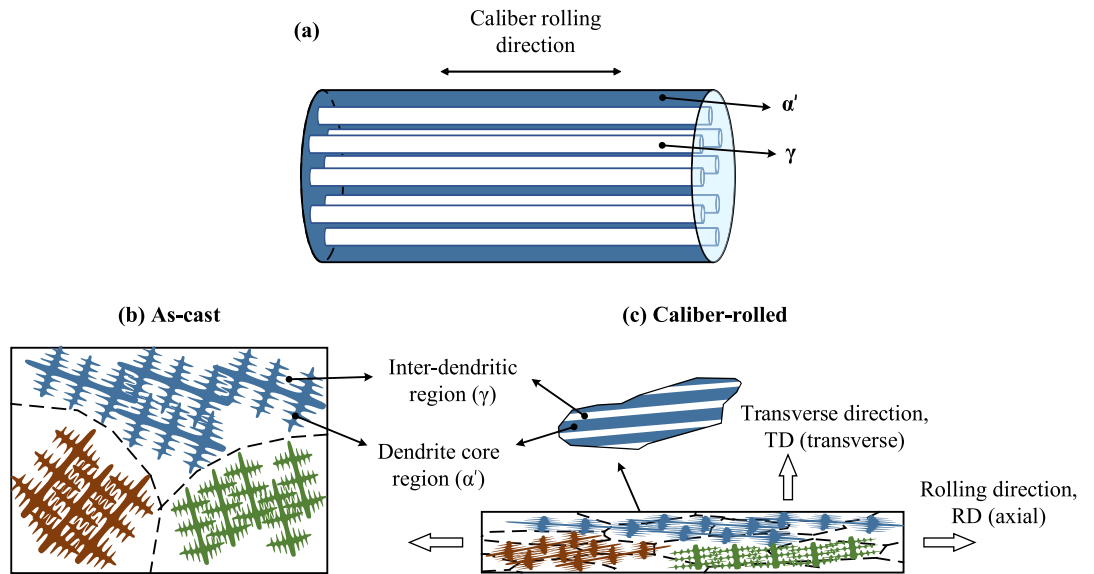 (a)
Caliber rolling
direction
α′
γ
(b) As-cast
(c) Caliber-rolled
Inter-dendritic
region (γ)
Dendrite core
region (α′)
Transverse direction,
TD (transverse)
Rolling direction,
RD (axial)